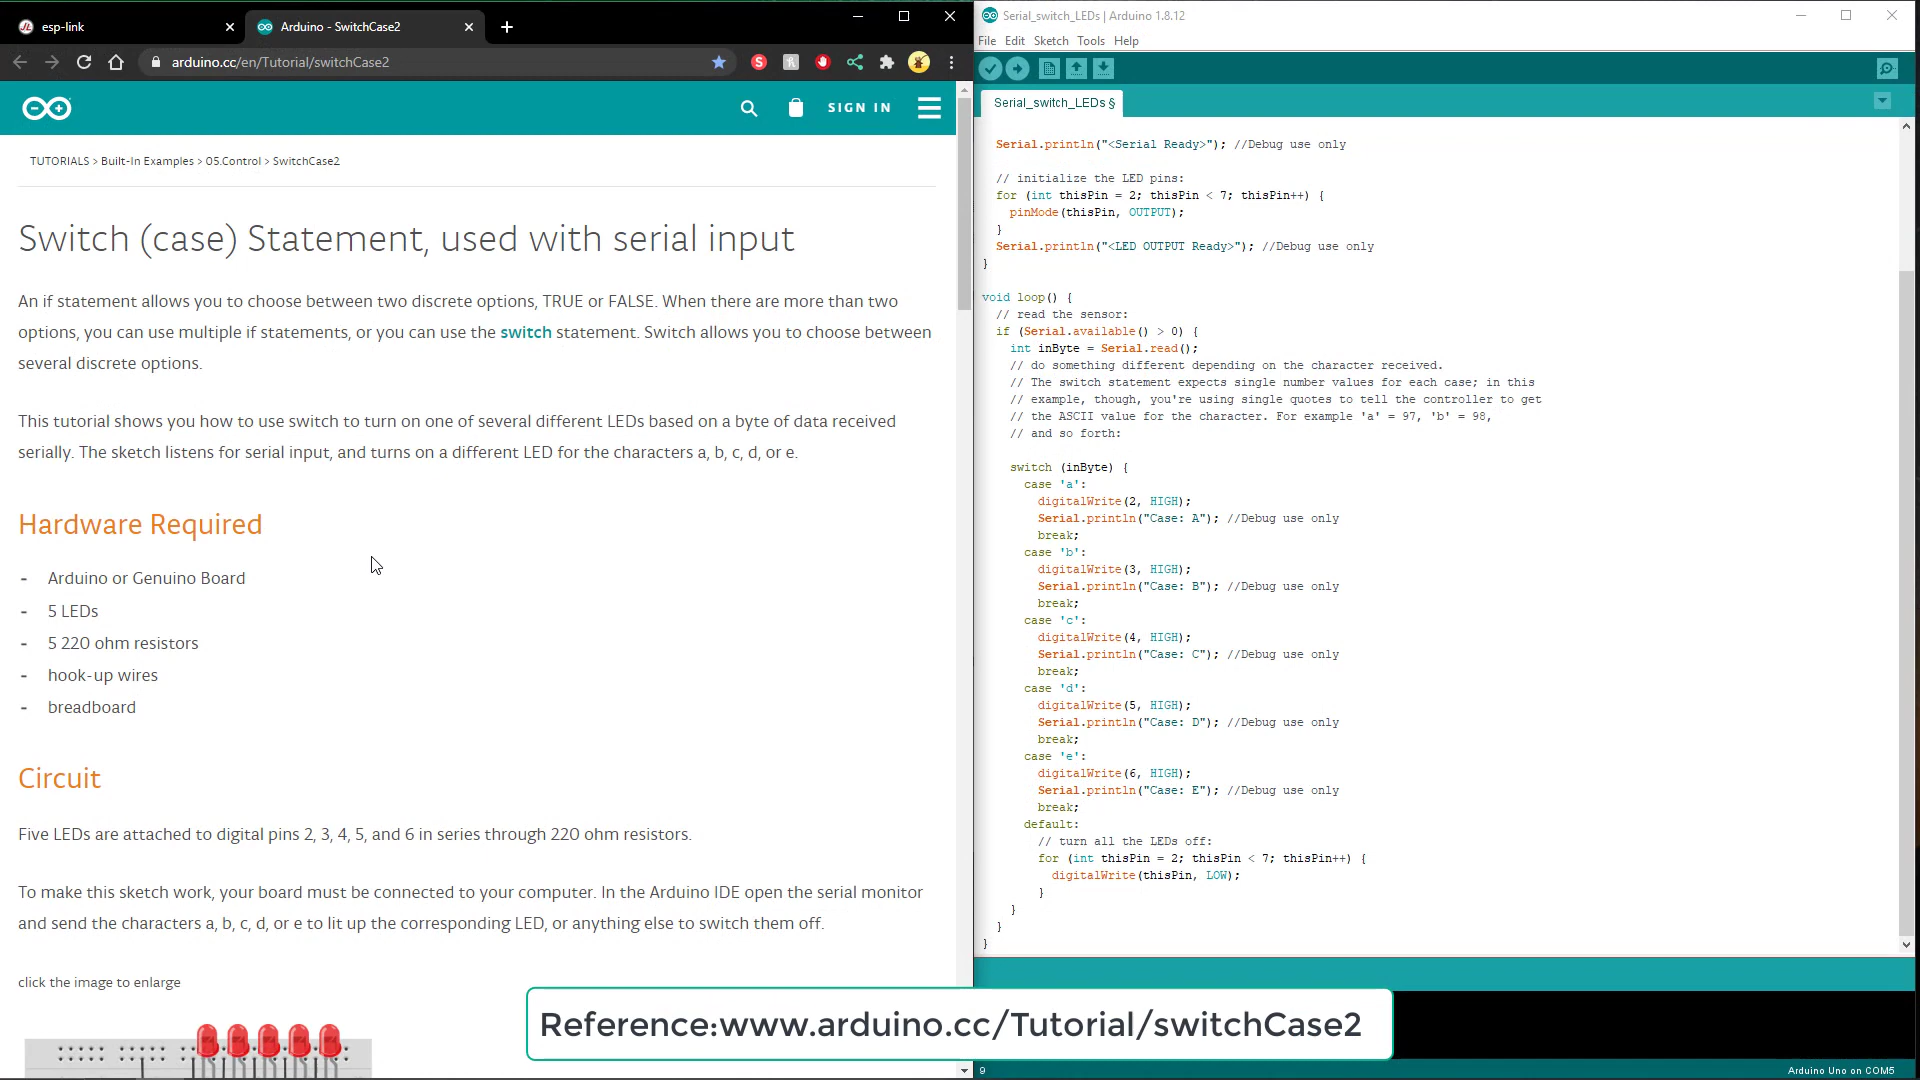 esp-link
Arduino - SwitchCase2
arduino.cc/en/Tutorial/switchCase2
SIGN IN
TUTORIALS > Built-In Examples > 05.Control > SwitchCase2
Switch (case) Statement, used with serial input
An if statement allows you to choose between two discrete options, TRUE or FALSE. When there are more than two
options, you can use multiple if statements, or you can use the switch statement. Switch allows you to choose between
several discrete options.
This tutorial shows you how to use switch to turn on one of several different LEDs based on a byte of data received
serially. The sketch listens for serial input, and turns on a different LED for the characters a, b, c, d, or e.
Hardware Required
- Arduino or Genuino Board
- 5 LEDs
- 5 220 ohm resistors
- hook-up wires
- breadboard
Circuit
Five LEDs are attached to digital pins 2, 3, 4, 5, and 6 in series through 220 ohm resistors.
To make this sketch work, your board must be connected to your computer. In the Arduino IDE open the serial monitor
and send the characters a, b, c, d, or e to lit up the corresponding LED, or anything else to switch them off.
click the image to enlarge
Serial_switch_LEDs | Arduino 1.8.12
File Edit Sketch Tools Help
Serial_switch_LEDs §
Serial.println("<Serial Ready>"); //Debug use only
// initialize the LED pins:
for (int thisPin = 2; thisPin < 7; thisPin++) {
pinMode(thisPin, OUTPUT);
}
Serial.println("<LED OUTPUT Ready>"); //Debug use only
}
void loop() {
// read the sensor:
if (Serial.available() > 0) {
int inByte = Serial.read();
// do something different depending on the character received.
// The switch statement expects single number values for each case; in this
// example, though, you're using single quotes to tell the controller to get
// the ASCII value for the character. For example 'a' = 97, 'b' = 98,
// and so forth:
switch (inByte) {
case 'a':
digitalWrite(2, HIGH);
Serial.println("Case: A"); //Debug use only
break;
case 'b':
digitalWrite(3, HIGH);
Serial.println("Case: B"); //Debug use only
break;
case 'c':
digitalWrite(4, HIGH);
Serial.println("Case: C"); //Debug use only
break;
case 'd':
digitalWrite(5, HIGH);
Serial.println("Case: D"); //Debug use only
break;
case 'e':
digitalWrite(6, HIGH);
Serial.println("Case: E"); //Debug use only
break;
default:
// turn all the LEDs off:
for (int thisPin = 2; thisPin < 7; thisPin++) {
digitalWrite(thisPin, LOW);
}
}
}
}
Reference:www.arduino.cc/Tutorial/switchCase2
9
Arduino Uno on COM5